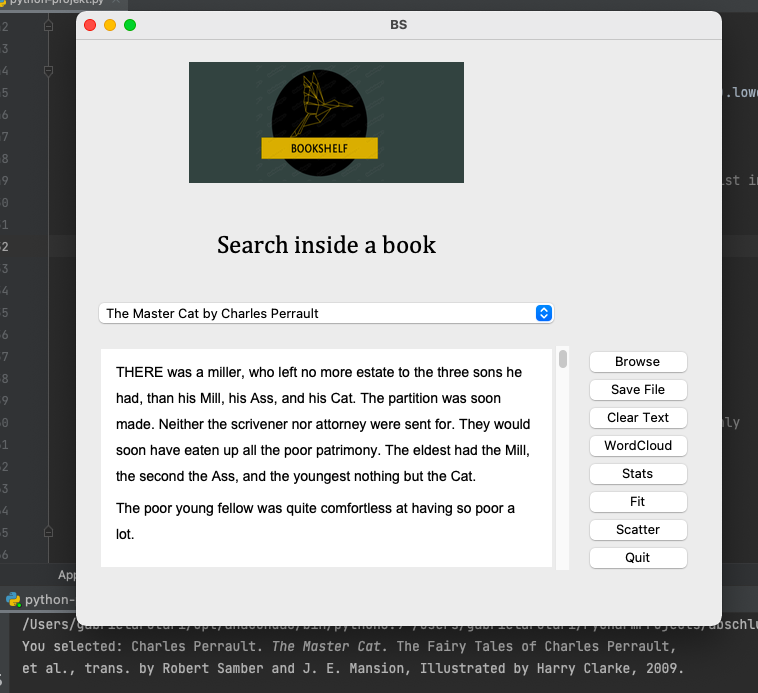 python-projekt.py
BS
.lowe
BOOKSHELF
ist in
Search inside a book
The Master Cat by Charles Perrault
THERE was a miller, who left no more estate to the three sons he
had, than his Mill, his Ass, and his Cat. The partition was soon
made. Neither the scrivener nor attorney were sent for. They would
soon have eaten up all the poor patrimony. The eldest had the Mill,
the second the Ass, and the youngest nothing but the Cat.
The poor young fellow was quite comfortless at having so poor a
lot.
Browse
Save File
Clear Text
WordCloud
Stats
Fit
Scatter
Quit
App
python-
You selected: Charles Perrault. The Master Cat. The Fairy Tales of Charles Perrault,
et al., trans. by Robert Samber and J. E. Mansion, Illustrated by Harry Clarke, 2009.